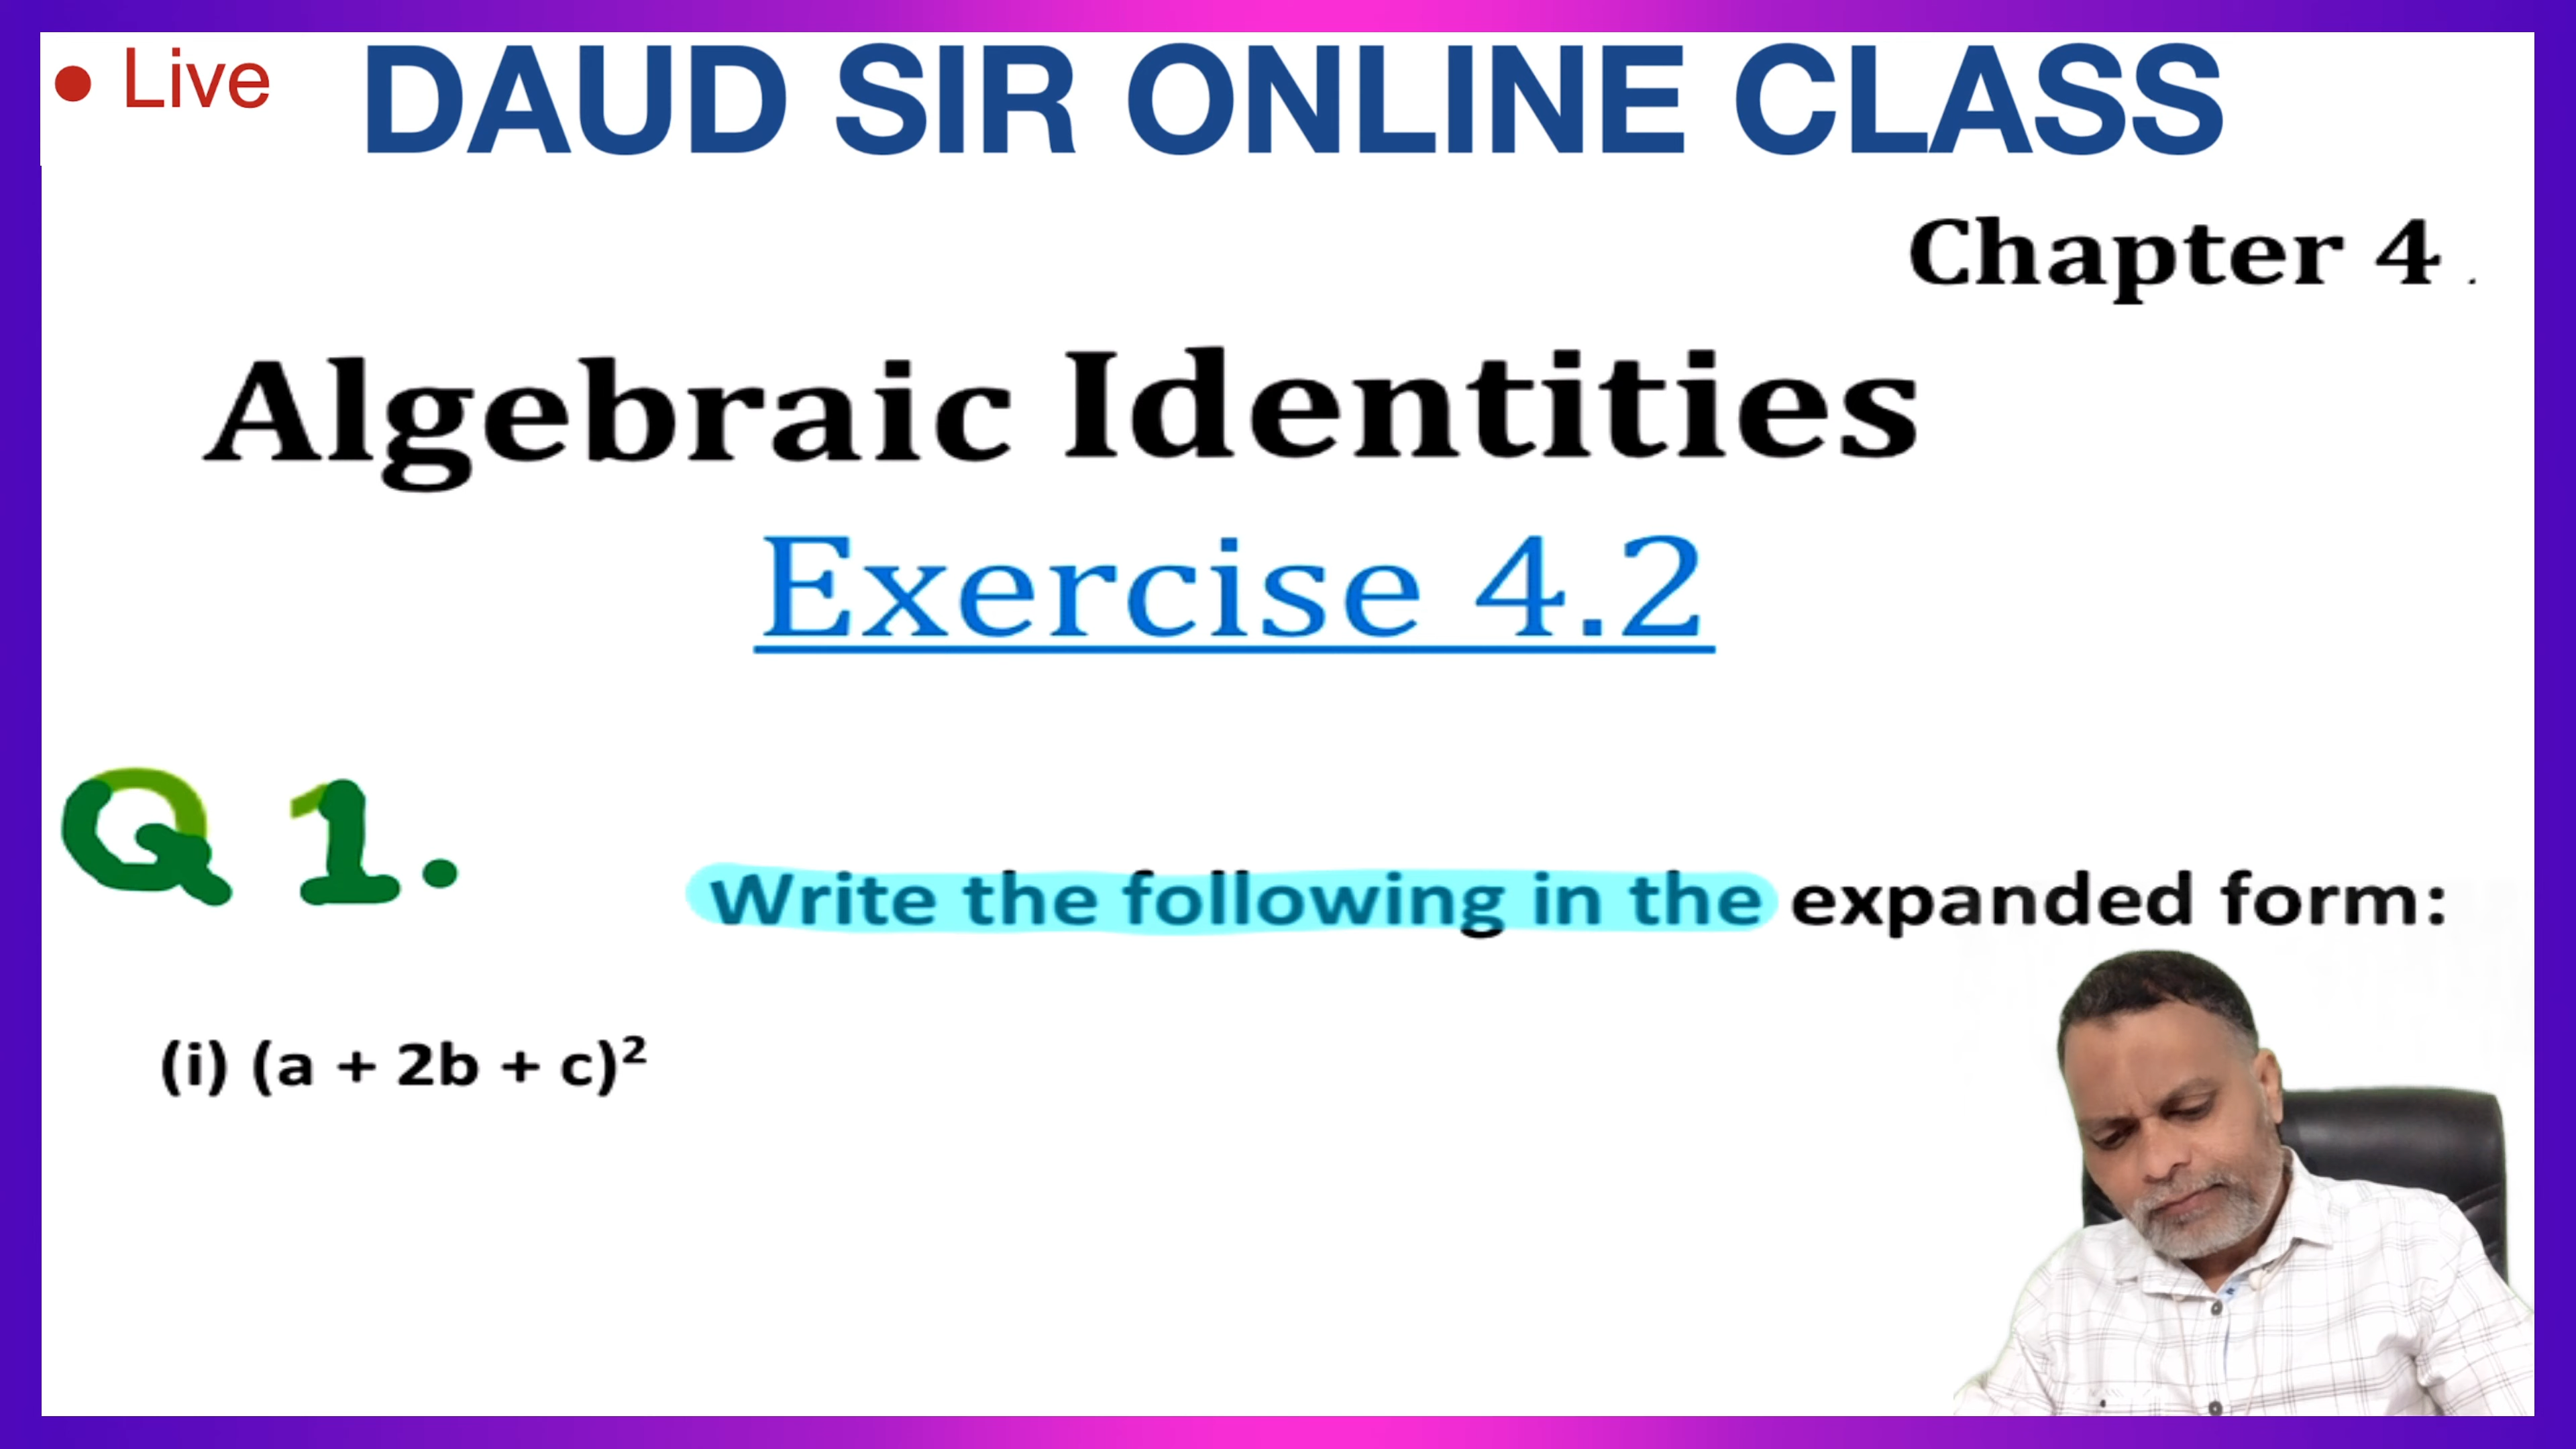 • Live DAUD SIR ONLINE CLASS
Chapter 4 .
Algebraic Identities
Exercise 4.2
Q 1.
Write the following in the expanded form:
(i) (a + 2b + c)²